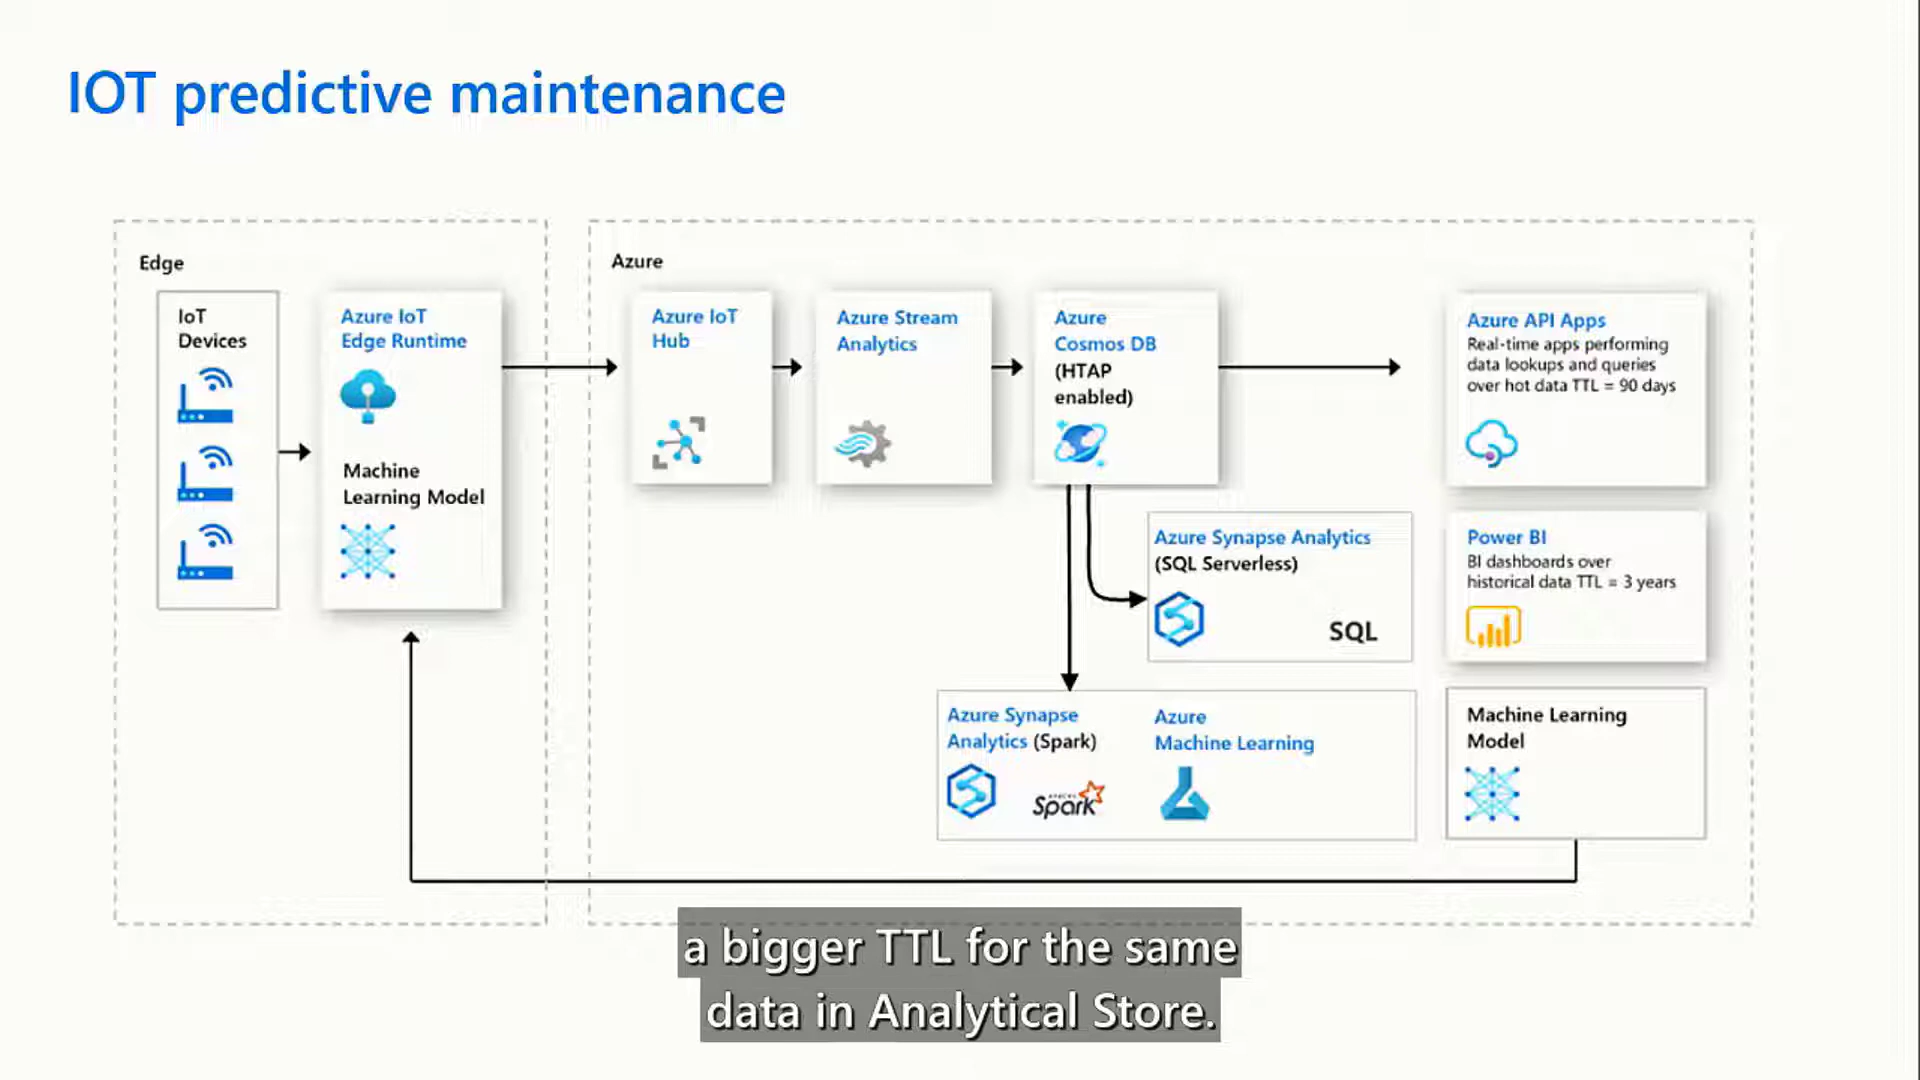 IOT predictive maintenance
Edge
IoT
Devices
Azure IoT
Edge Runtime
Machine
Learning Model
Azure
Azure IoT
Hub
Azure Stream
Analytics
Azure
Cosmos DB
(HTAP
enabled)
Azure API Apps
Real-time apps performing
data lookups and queries
over hot data TTL = 90 days
Azure Synapse Analytics
(SQL Serverless)
SQL
Power BI
BI dashboards over
historical data TTL = 3 years
Azure Synapse
Analytics (Spark)
APACHE
Spark
Azure
Machine Learning
Machine Learning
Model
a bigger TTL for the same
data in Analytical Store.